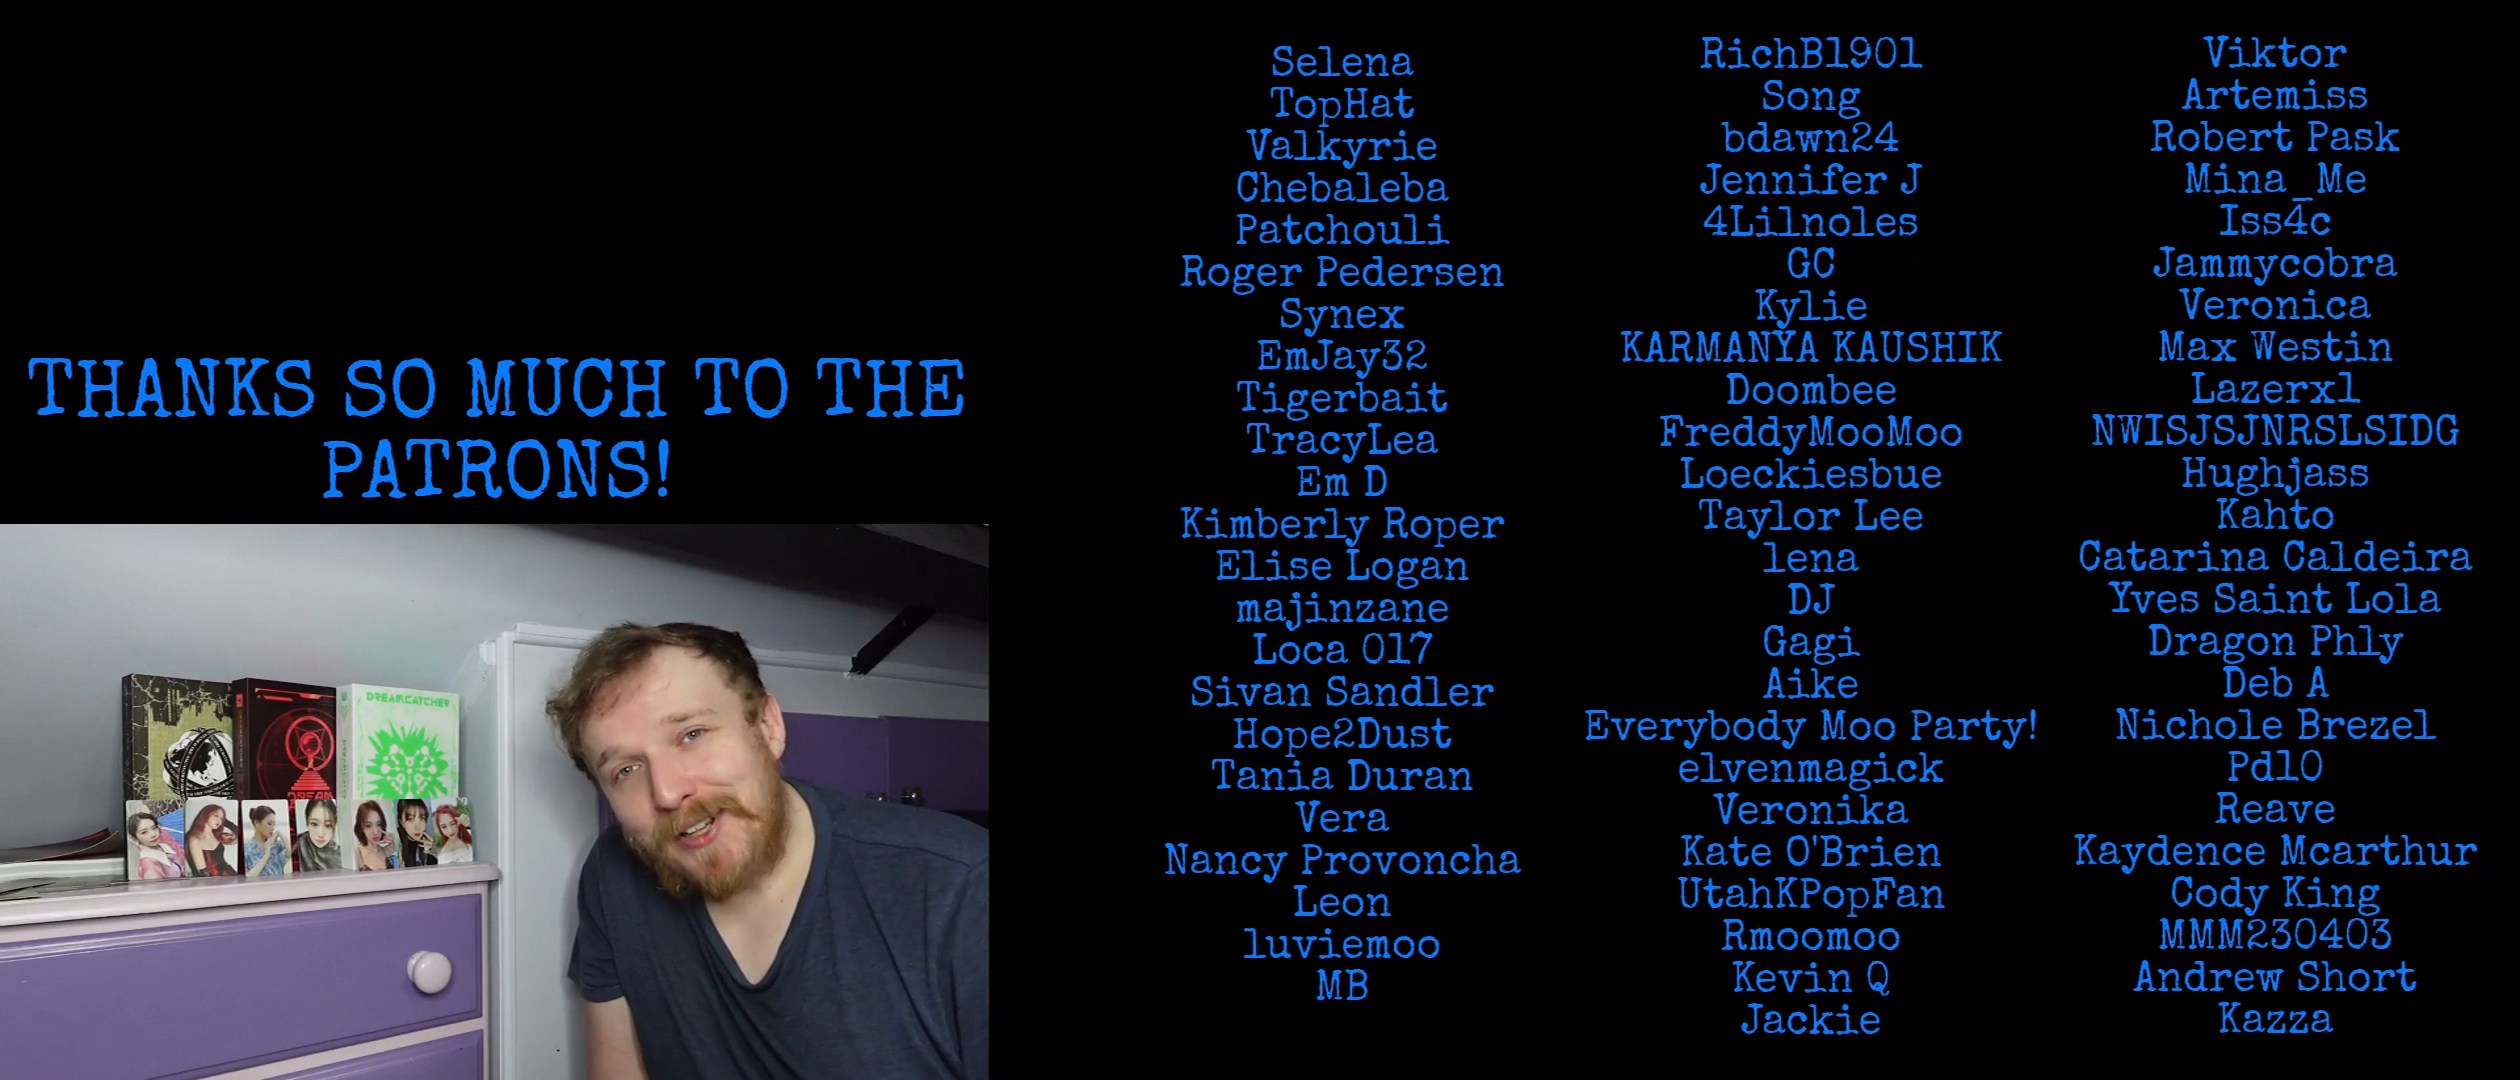 THANKS SO MUCH TO THE
PATRONS!
DREAMCATCHER
DREAM
Selena
TopHat
Valkyrie
Chebaleba
Patchouli
Roger Pedersen
Synex
EmJay32
Tigerbait
TracyLea
Em D
Kimberly Roper
Elise Logan
majinzane
Loca 017
Sivan Sandler
Hope2Dust
Tania Duran
Vera
Nancy Provoncha
Leon
luviemoo
MB
RichB1901
Song
bdawn24
Jennifer J
4Lilnoles
GC
Kylie
KARMANYA KAUSHIK
Doombee
FreddyMooMoo
Loeckiesbue
Taylor Lee
lena
DJ
Gagi
Aike
Everybody Moo Party!
elvenmagick
Veronika
Kate O'Brien
UtahKPopFan
Rmoomoo
Kevin Q
Jackie
Viktor
Artemiss
Robert Pask
Mina_Me
Iss4c
Jammycobra
Veronica
Max Westin
Lazerxl
NWISJSJNRSLSIDG
Hughjass
Kahto
Catarina Caldeira
Yves Saint Lola
Dragon Phly
Deb A
Nichole Brezel
Pd10
Reave
Kaydence Mcarthur
Cody King
MMM230403
Andrew Short
Kazza